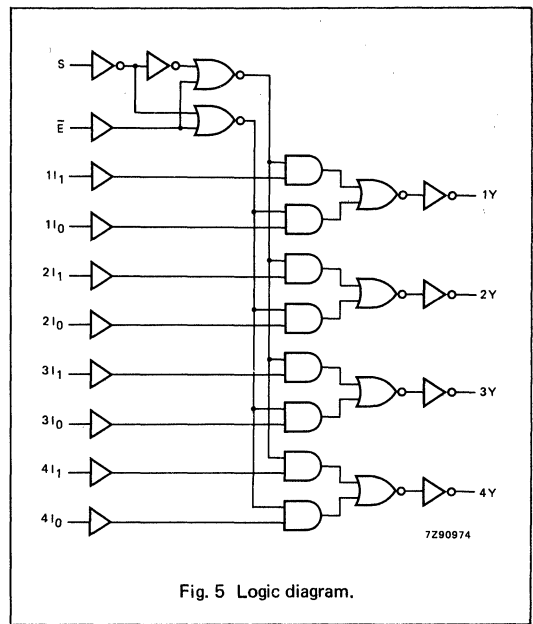 S
E̅
1I₁
1I₀
1Y
2I₁
2I₀
2Y
3I₁
3I₀
3Y
4I₁
4I₀
4Y
7Z90974
Fig. 5 Logic diagram.